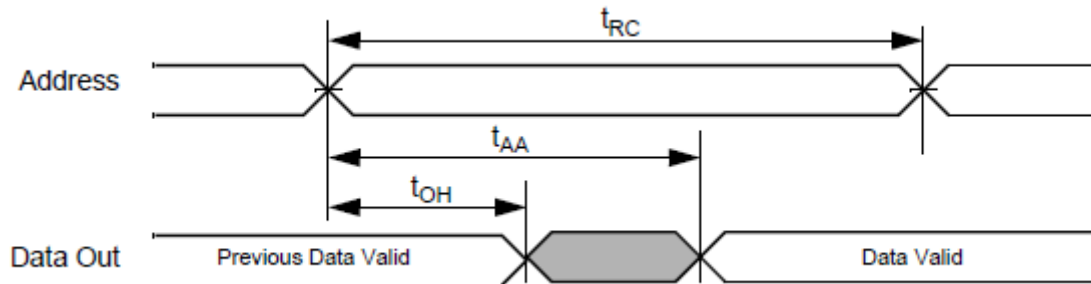 tRC
Address
tAA
tOH
Data Out
Previous Data Valid
Data Valid